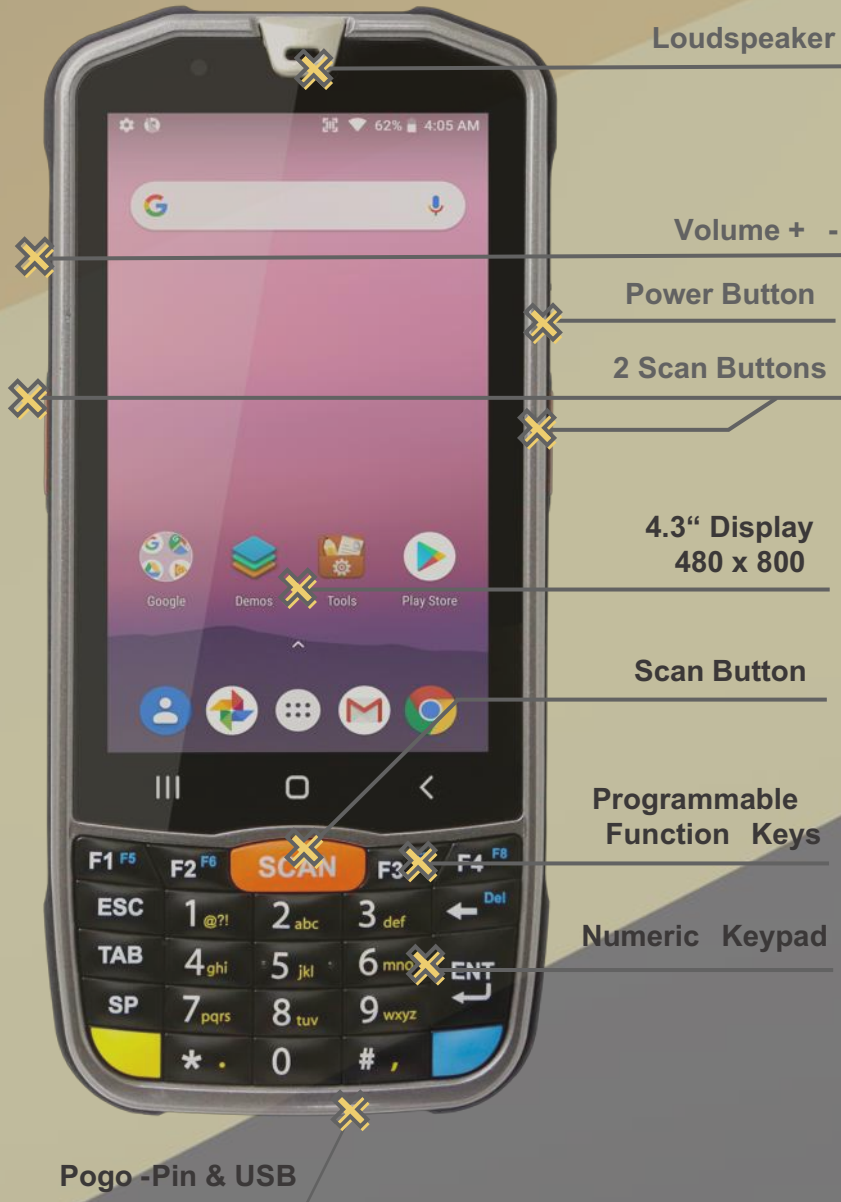 Loudspeaker
62% 4:05 AM
G
Volume + -
Power Button
2 Scan Buttons
4.3“ Display
480 x 800
Google Demos Tools Play Store
Scan Button
Programmable
Function Keys
F1 F5 F2 F6 SCAN F3 F4 F8
ESC 1 @?! 2 abc 3 def Del
Numeric Keypad
TAB 4 ghi 5 jkl 6 mno ENT
SP 7 pqrs 8 tuv 9 wxyz
* . 0 # ,
Pogo -Pin & USB